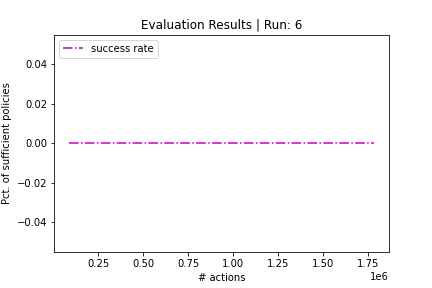 Evaluation Results | Run: 6
success rate
Pct. of sufficient policies
0.04
0.02
0.00
−0.02
−0.04
0.25 0.50 0.75 1.00 1.25 1.50 1.75
1e6
# actions